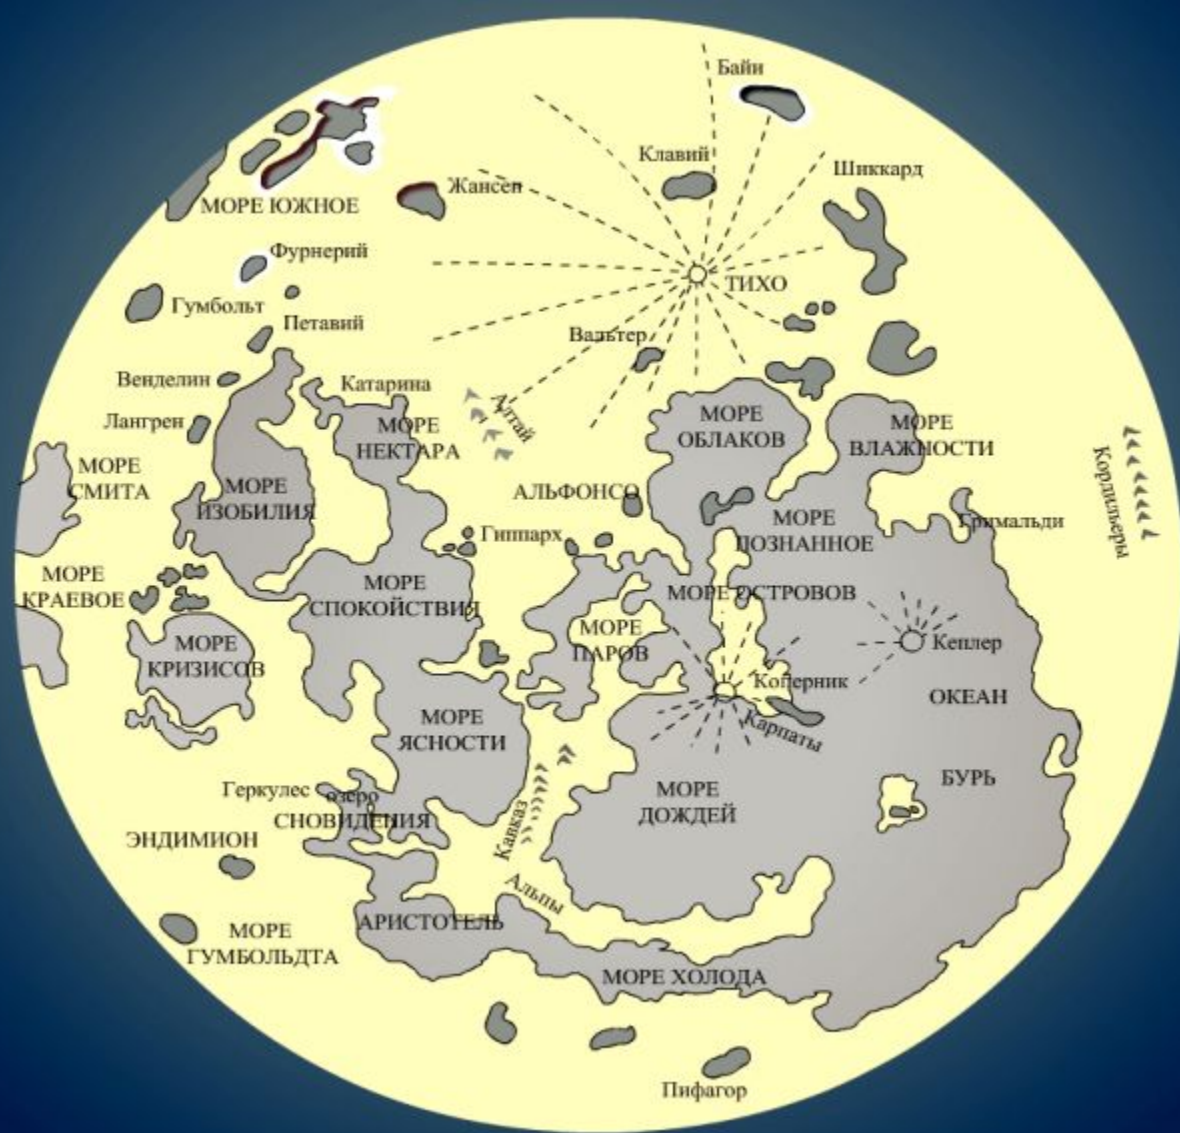 Байи
Клавий
Шиккард
Жансен
МОРЕ ЮЖНОЕ
Фурнерий
ТИХО
Гумбольт
Петавий
Вальтер
Венделин
Катарина
Алтай
Лангрен
МОРЕ
НЕКТАРА
МОРЕ
ОБЛАКОВ
МОРЕ
ВЛАЖНОСТИ
Кордильеры
МОРЕ
СМИТА
МОРЕ
ИЗОБИЛИЯ
АЛЬФОНСО
Гиппарх
МОРЕ
ПОЗНАННОЕ
Гримальди
МОРЕ
КРАЕВОЕ
МОРЕ
СПОКОЙСТВИЯ
МОРЕ ОСТРОВОВ
МОРЕ
ПАРОВ
Кеплер
МОРЕ
КРИЗИСОВ
Коперник
Карпаты
ОКЕАН
БУРЬ
МОРЕ
ЯСНОСТИ
Геркулес
озеро
СНОВИДЕНИЯ
Кавказ
МОРЕ
ДОЖДЕЙ
ЭНДИМИОН
Альпы
АРИСТОТЕЛЬ
МОРЕ
ГУМБОЛЬДТА
МОРЕ ХОЛОДА
Пифагор